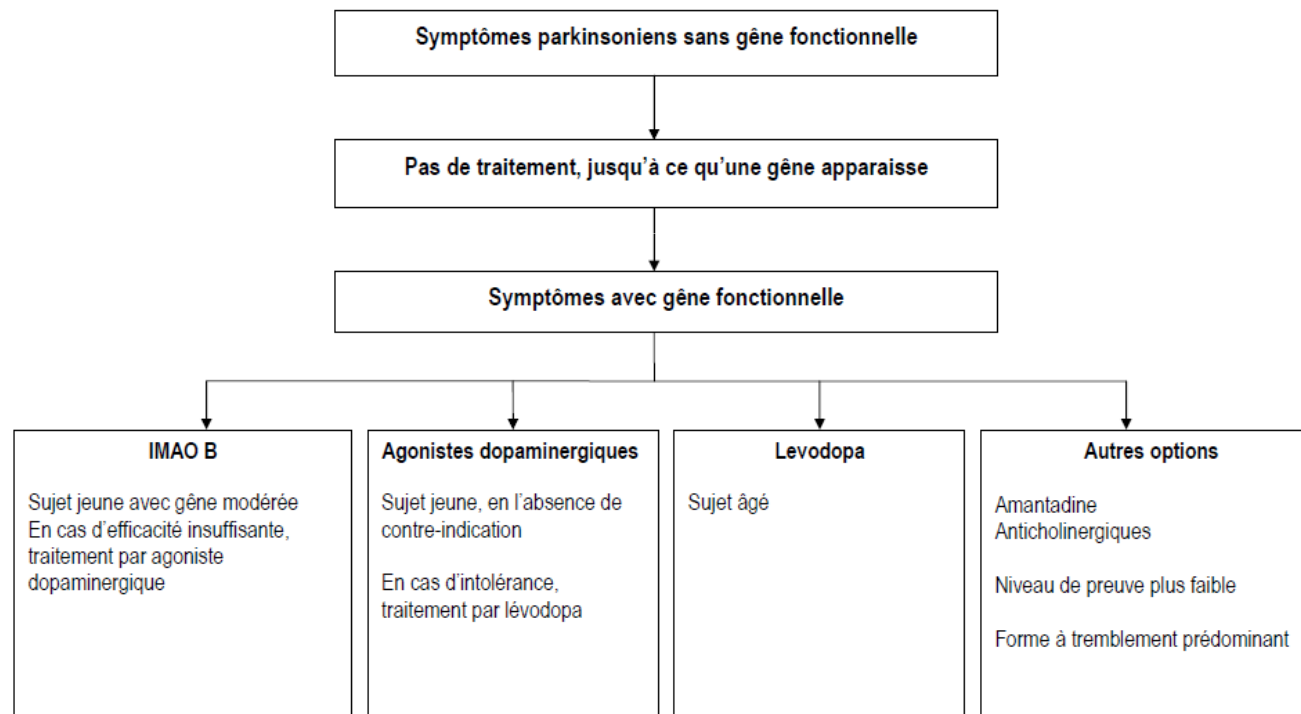 Symptômes parkinsoniens sans gêne fonctionnelle
Pas de traitement, jusqu'à ce qu'une gêne apparaisse
Symptômes avec gêne fonctionnelle
IMAO B
Sujet jeune avec gêne modérée
En cas d'efficacité insuffisante,
traitement par agoniste
dopaminergique
Agonistes dopaminergiques
Sujet jeune, en l'absence de
contre-indication
En cas d'intolérance,
traitement par lévodopa
Levodopa
Sujet âgé
Autres options
Amantadine
Anticholinergiques
Niveau de preuve plus faible
Forme à tremblement prédominant